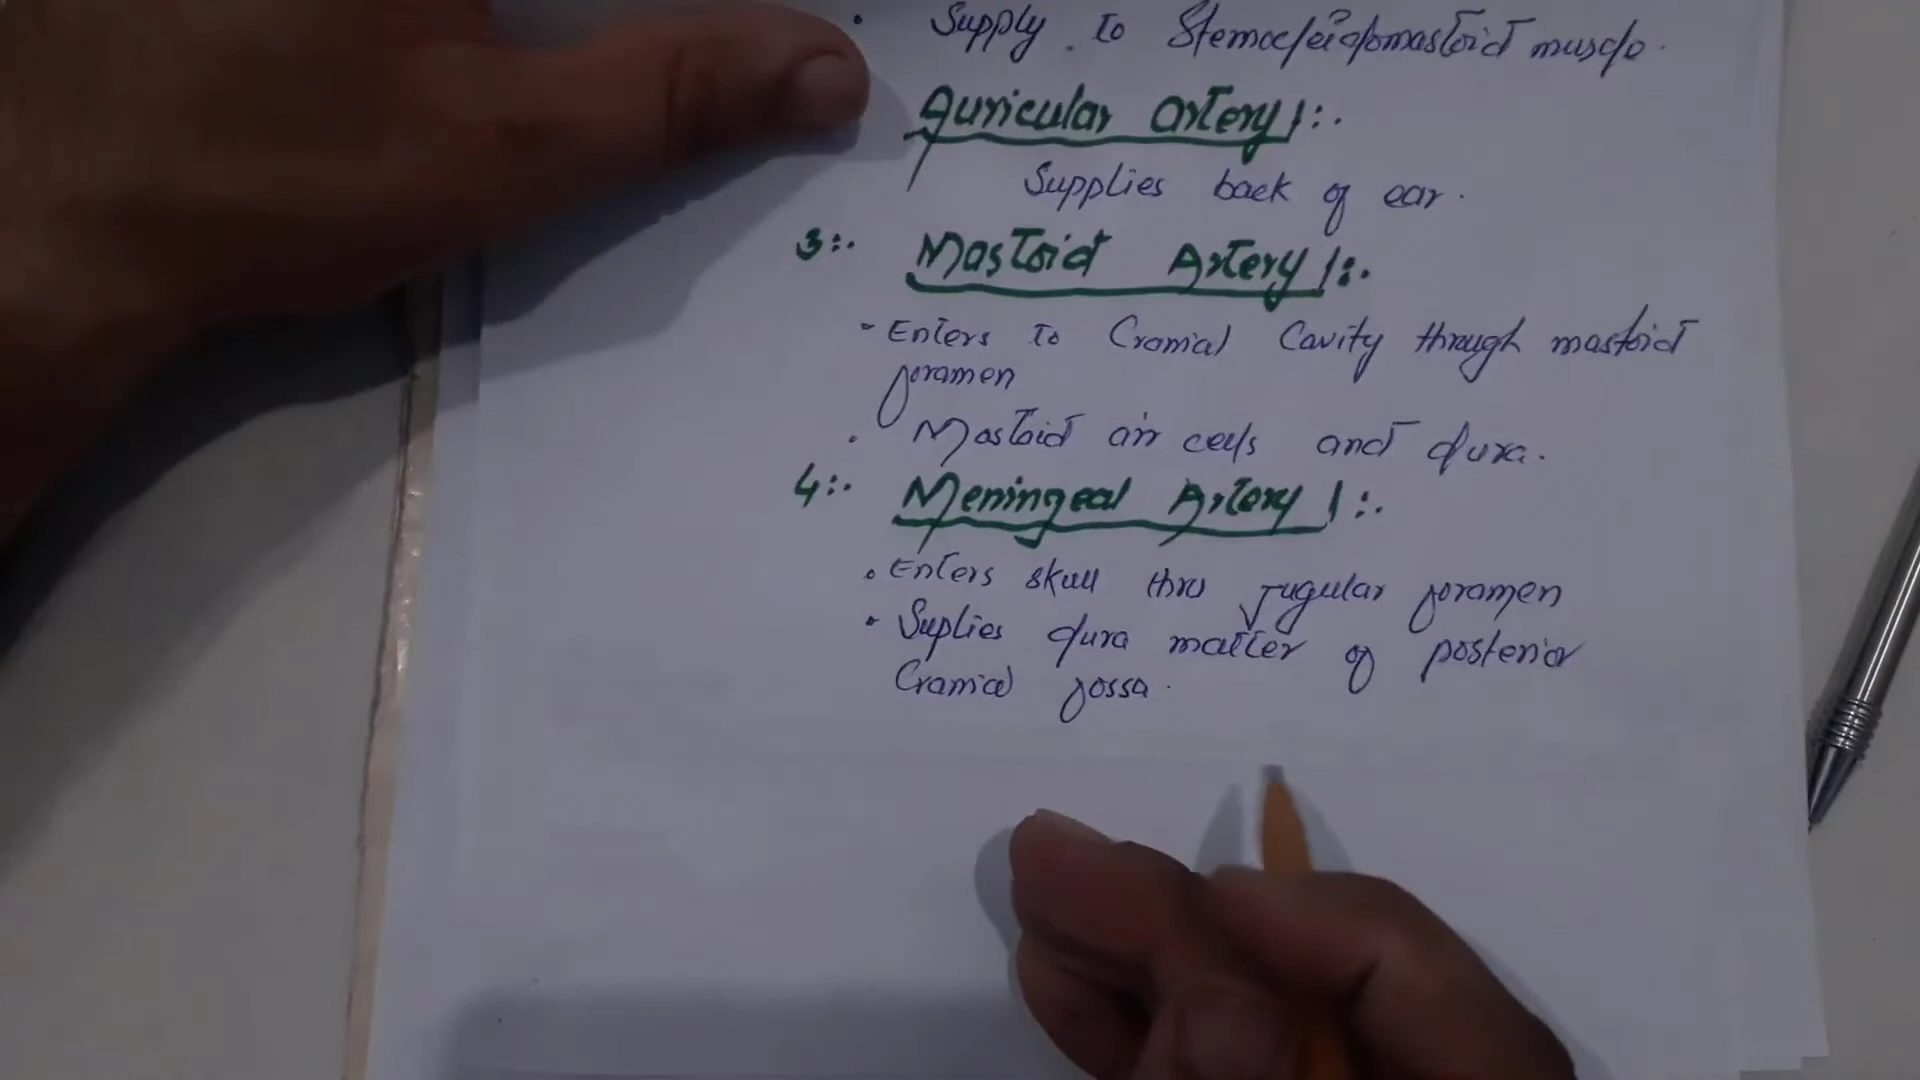 • Supply to Sternocleidomastoid muscle.
Auricular Artery :-
Supplies back of ear.
3:- Mastoid Artery :-
- Enters to Cranial Cavity through mastoid
foramen
• Mastoid air cells and dura.
4:- Meningeal Artery :-
• Enters skull thro jugular foramen
• Suplies dura matter of posterior
Cranial fossa.